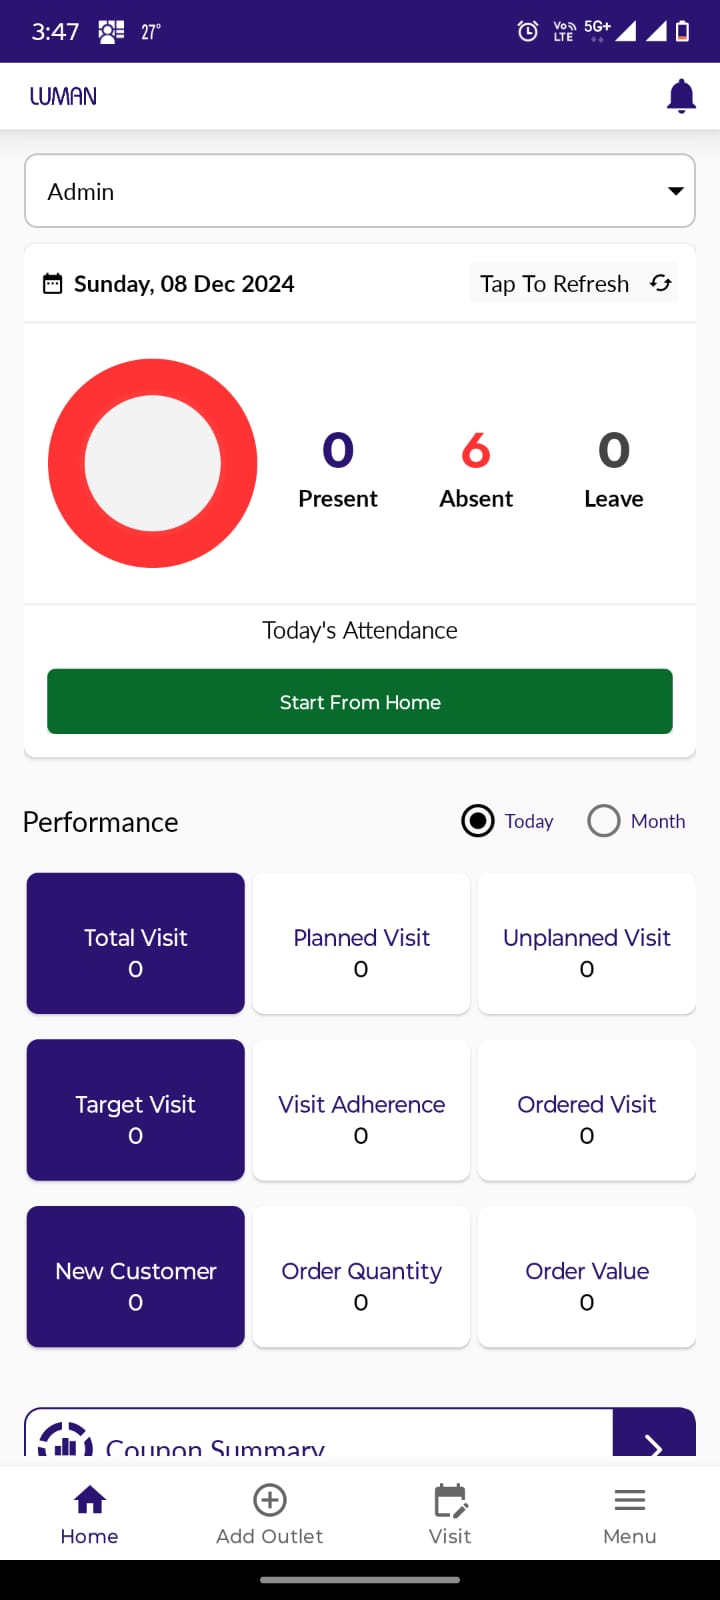 3:47 27°
Vo LTE 5G+
LUMAN
Admin
Sunday, 08 Dec 2024 Tap To Refresh
0 6 0
Present Absent Leave
Today's Attendance
Start From Home
Performance Today Month
Total Visit Planned Visit Unplanned Visit
0 0 0
Target Visit Visit Adherence Ordered Visit
0 0 0
New Customer Order Quantity Order Value
0 0 0
Coupon Summary
Home Add Outlet Visit Menu